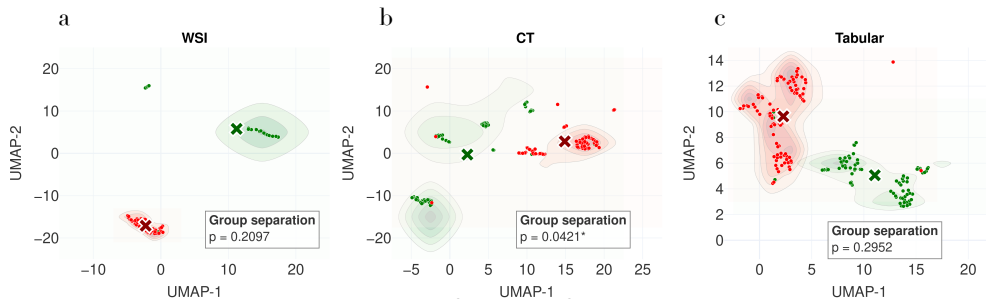 a
WSI
UMAP-2
20
10
0
−10
−20
Group separation
p = 0.2097
−10
0
10
20
UMAP-1
b
CT
UMAP-2
20
10
0
−10
−20
Group separation
p = 0.0421*
−5
0
5
10
15
20
25
UMAP-1
c
Tabular
UMAP-2
14
12
10
8
6
4
2
0
Group separation
p = 0.2952
0
5
10
15
20
UMAP-1